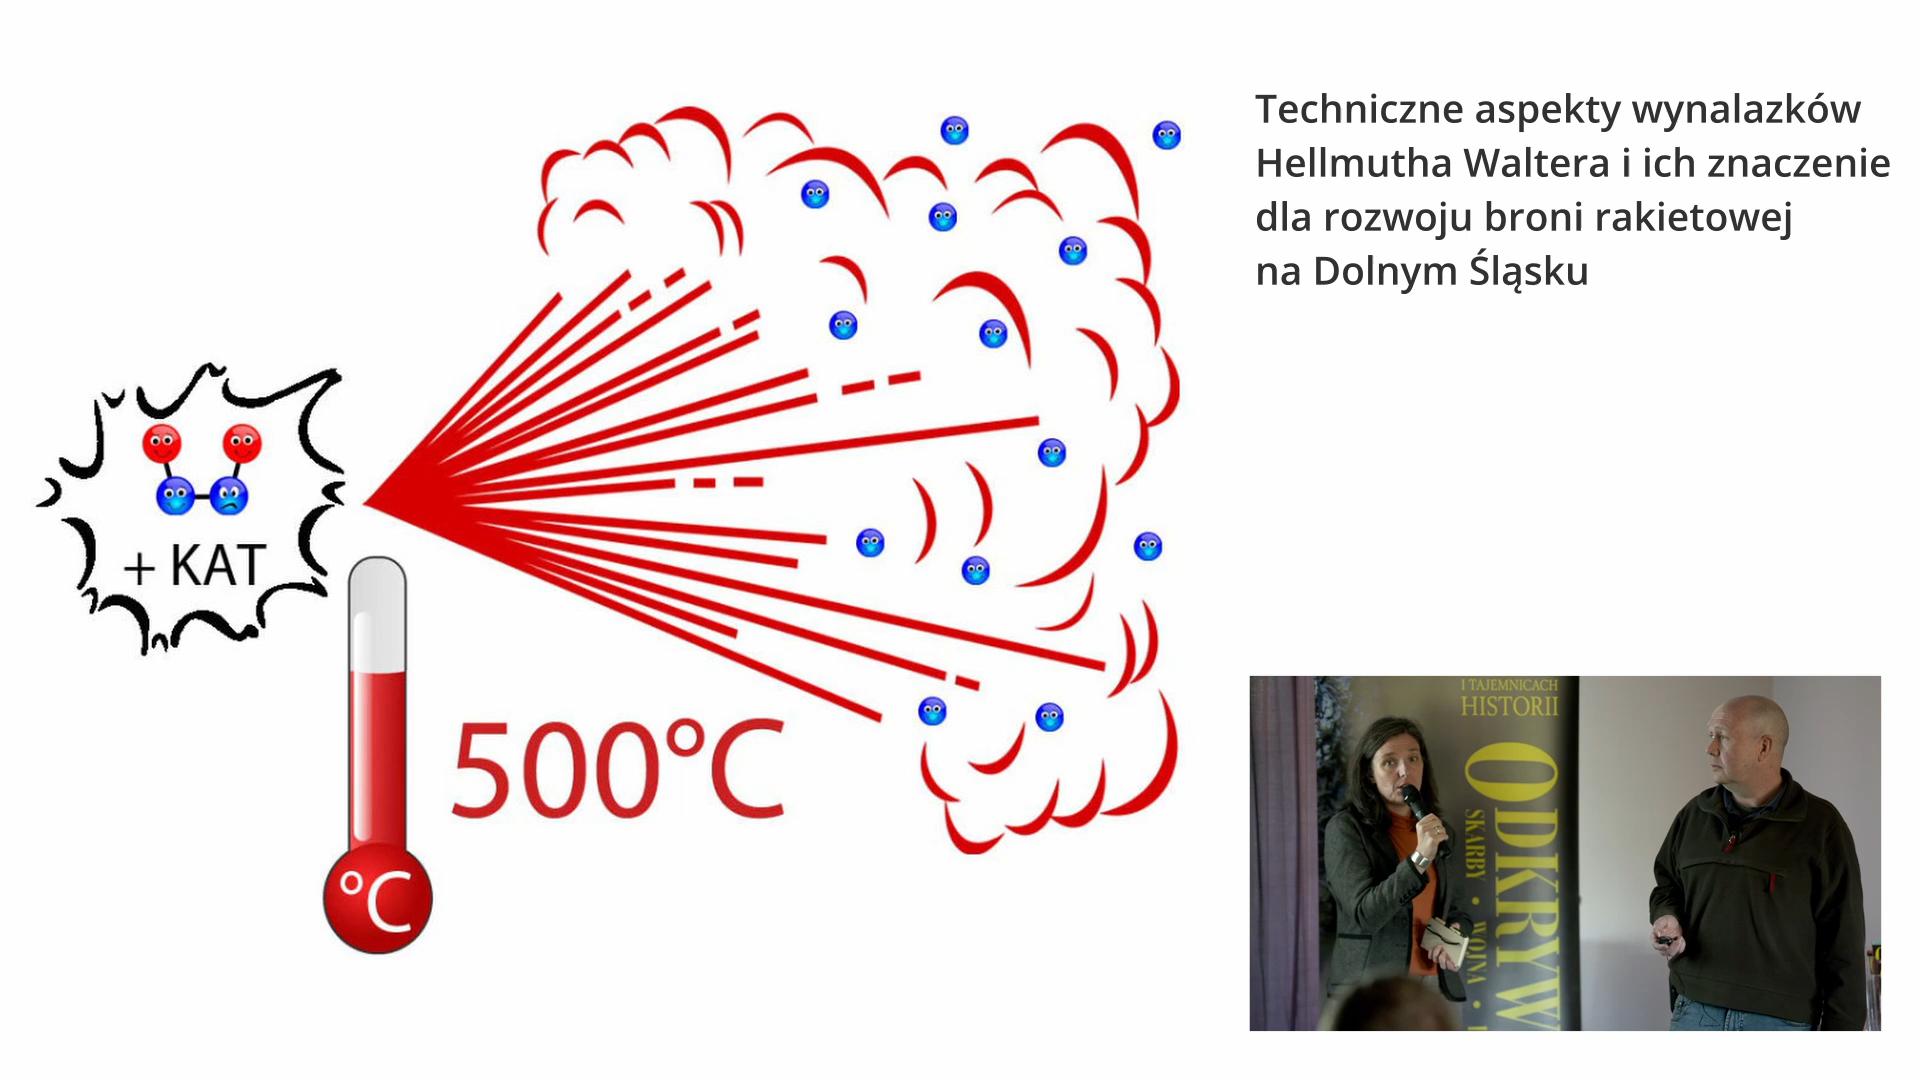 Techniczne aspekty wynalazków
Hellmutha Waltera i ich znaczenie
dla rozwoju broni rakietowej
na Dolnym Śląsku
+ KAT
500°C
°C
I TAJEMNICACH
HISTORII
ODKRYW
SKARBY • WOJNA •